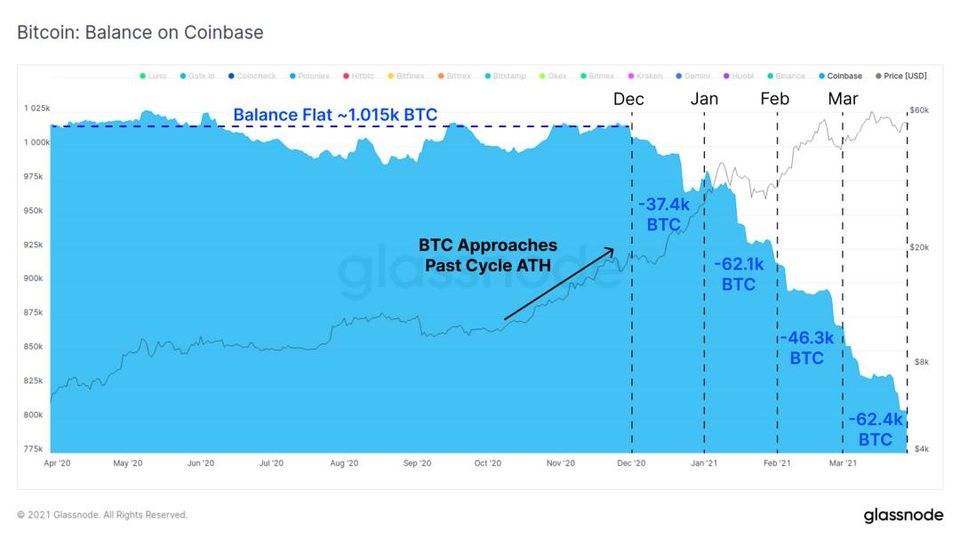 Bitcoin: Balance on Coinbase
Luno Gate.io Coincheck Poloniex Hitbtc Bitfinex Bittrex Bitstamp Okex Bitmex Kraken Gemini Huobi Binance Coinbase Price [USD]
Dec Jan Feb Mar
1 025k
$60k
Balance Flat ~1.015k BTC
1 000k
975k
950k
-37.4k
BTC
925k
BTC Approaches
Past Cycle ATH
$20k
glassnode
-62.1k
BTC
900k
875k
850k
-46.3k
BTC
$8k
825k
800k
-62.4k
BTC
775k
$4k
Apr '20 May '20 Jun '20 Jul '20 Aug '20 Sep '20 Oct '20 Nov '20 Dec '20 Jan '21 Feb '21 Mar '21
© 2021 Glassnode. All Rights Reserved.
glassnode